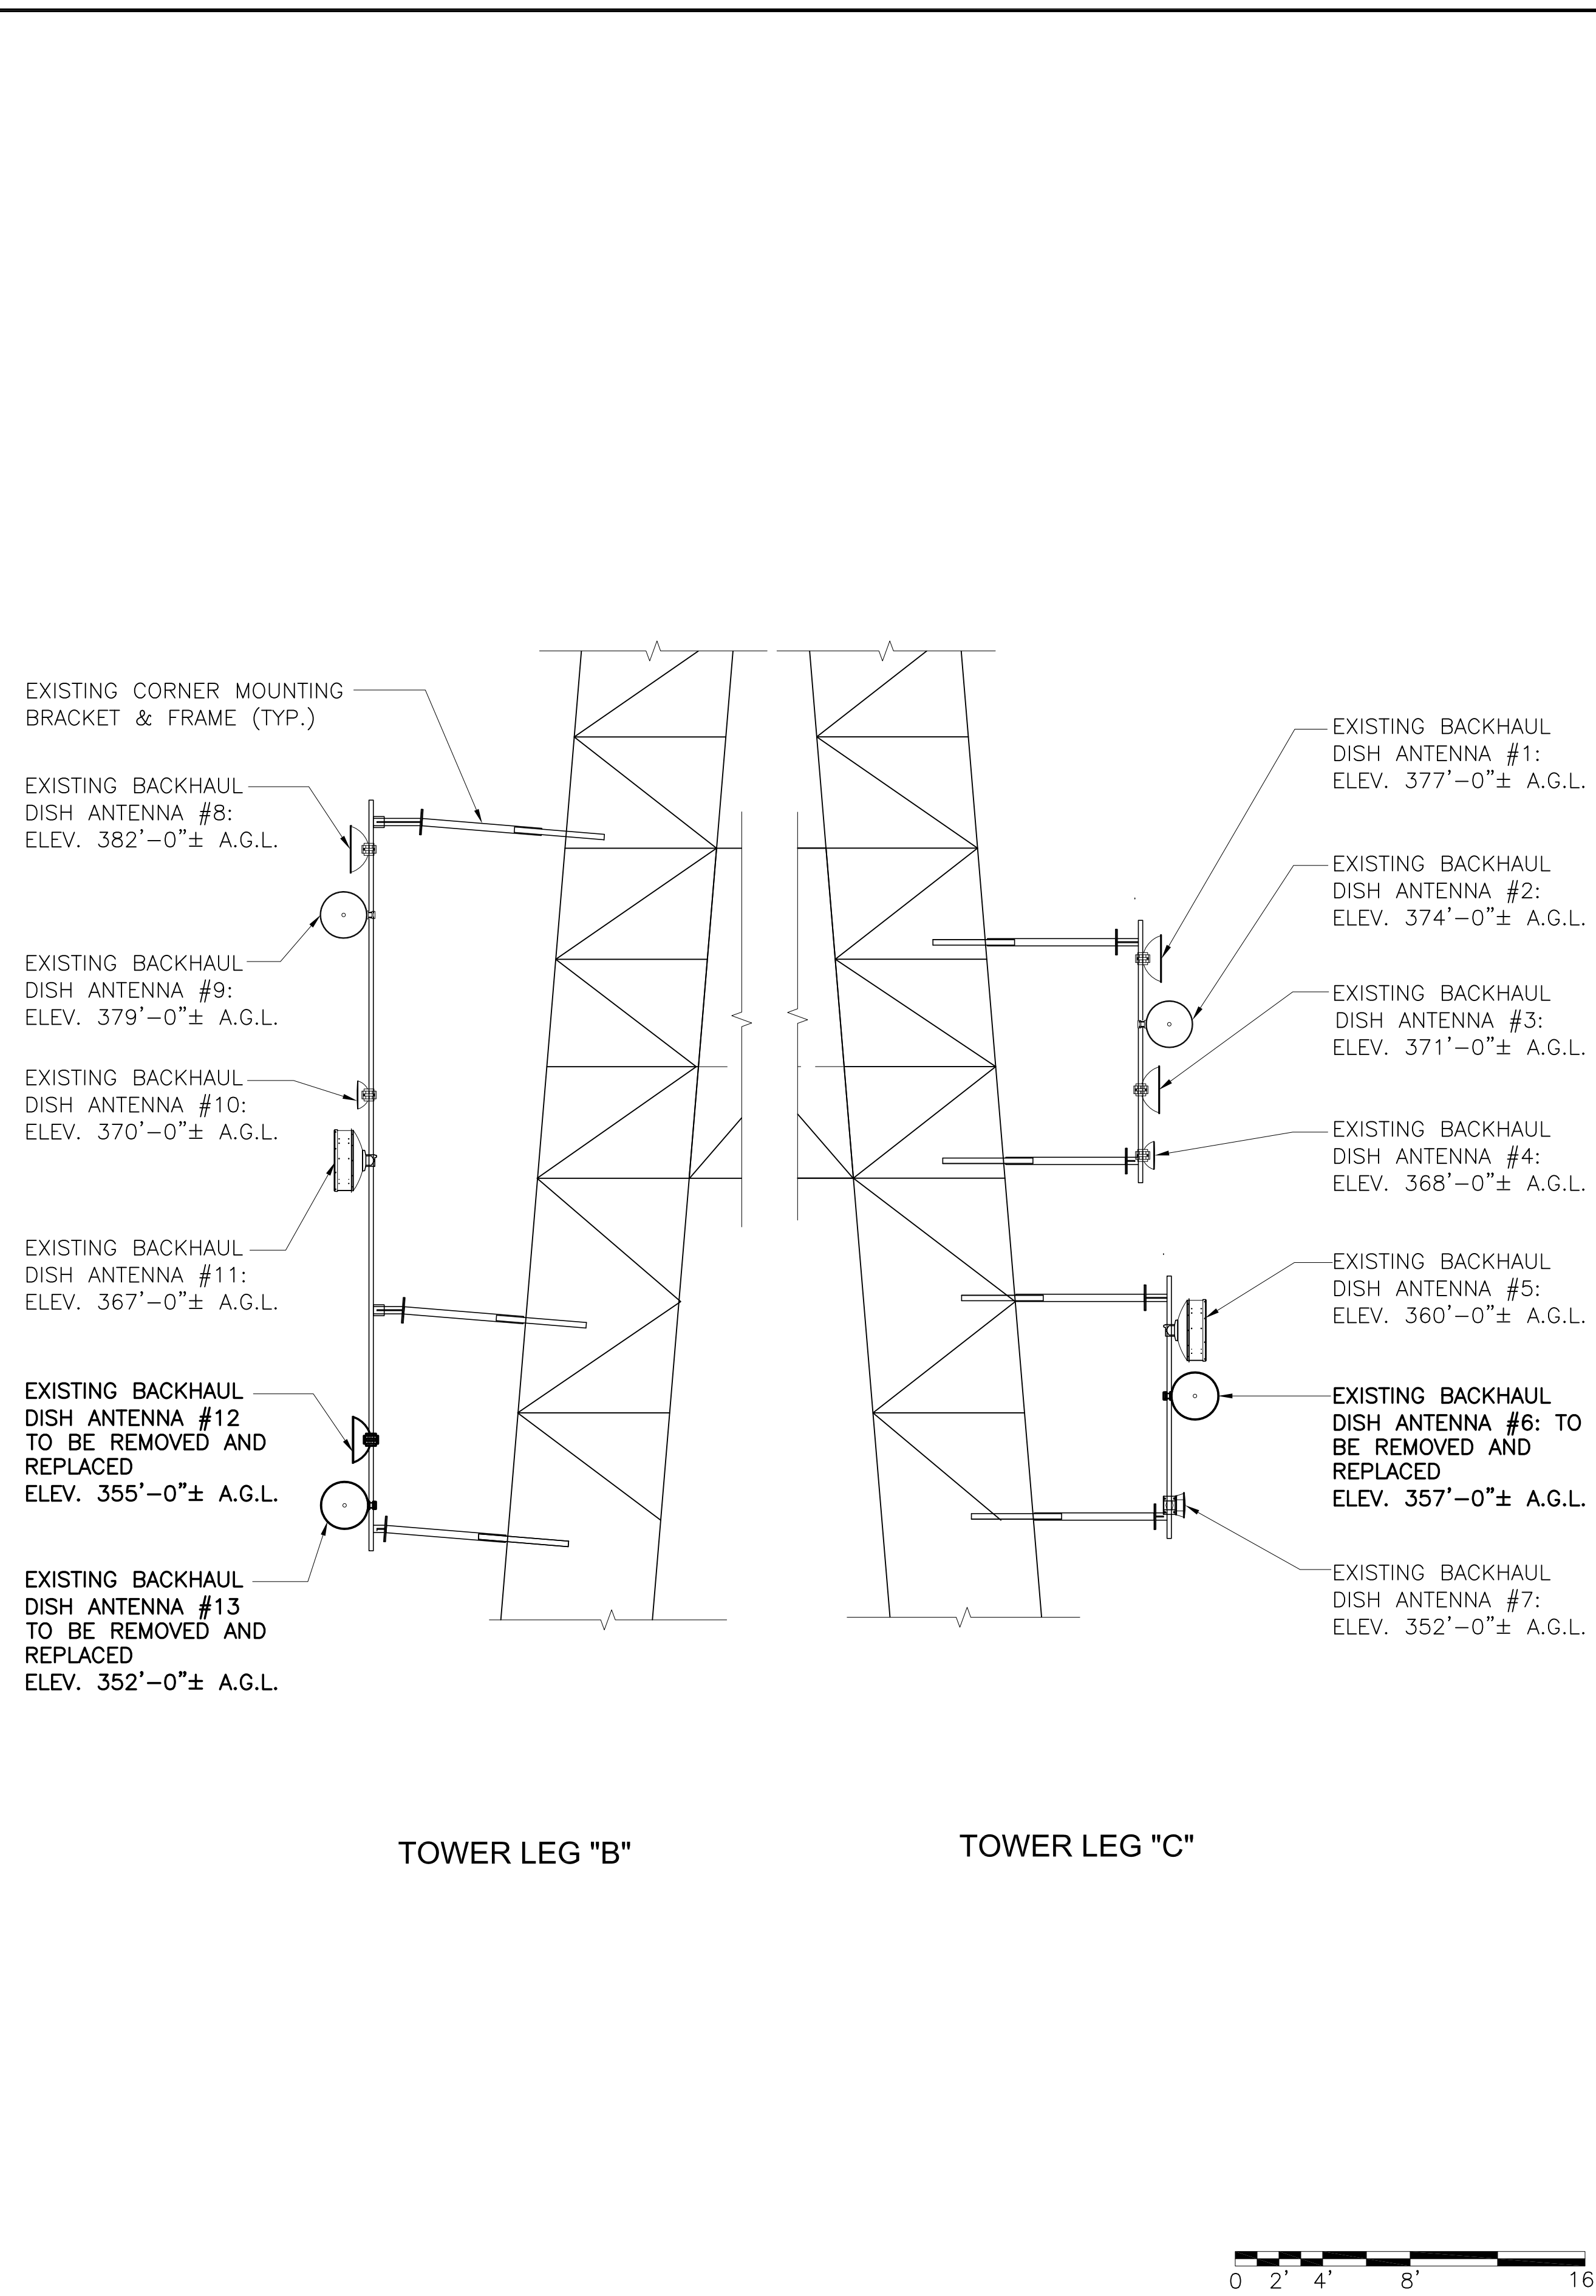 EXISTING CORNER MOUNTING
BRACKET & FRAME (TYP.)
EXISTING BACKHAUL
DISH ANTENNA #8:
ELEV. 382'-0"± A.G.L.
EXISTING BACKHAUL
DISH ANTENNA #9:
ELEV. 379'-0"± A.G.L.
EXISTING BACKHAUL
DISH ANTENNA #10:
ELEV. 370'-0"± A.G.L.
EXISTING BACKHAUL
DISH ANTENNA #11:
ELEV. 367'-0"± A.G.L.
EXISTING BACKHAUL
DISH ANTENNA #12
TO BE REMOVED AND
REPLACED
ELEV. 355'-0"± A.G.L.
EXISTING BACKHAUL
DISH ANTENNA #13
TO BE REMOVED AND
REPLACED
ELEV. 352'-0"± A.G.L.
EXISTING BACKHAUL
DISH ANTENNA #1:
ELEV. 377'-0"± A.G.L.
EXISTING BACKHAUL
DISH ANTENNA #2:
ELEV. 374'-0"± A.G.L.
EXISTING BACKHAUL
DISH ANTENNA #3:
ELEV. 371'-0"± A.G.L.
EXISTING BACKHAUL
DISH ANTENNA #4:
ELEV. 368'-0"± A.G.L.
EXISTING BACKHAUL
DISH ANTENNA #5:
ELEV. 360'-0"± A.G.L.
EXISTING BACKHAUL
DISH ANTENNA #6: TO
BE REMOVED AND
REPLACED
ELEV. 357'-0"± A.G.L.
EXISTING BACKHAUL
DISH ANTENNA #7:
ELEV. 352'-0"± A.G.L.
TOWER LEG "B"
TOWER LEG "C"
0 2' 4' 8' 16